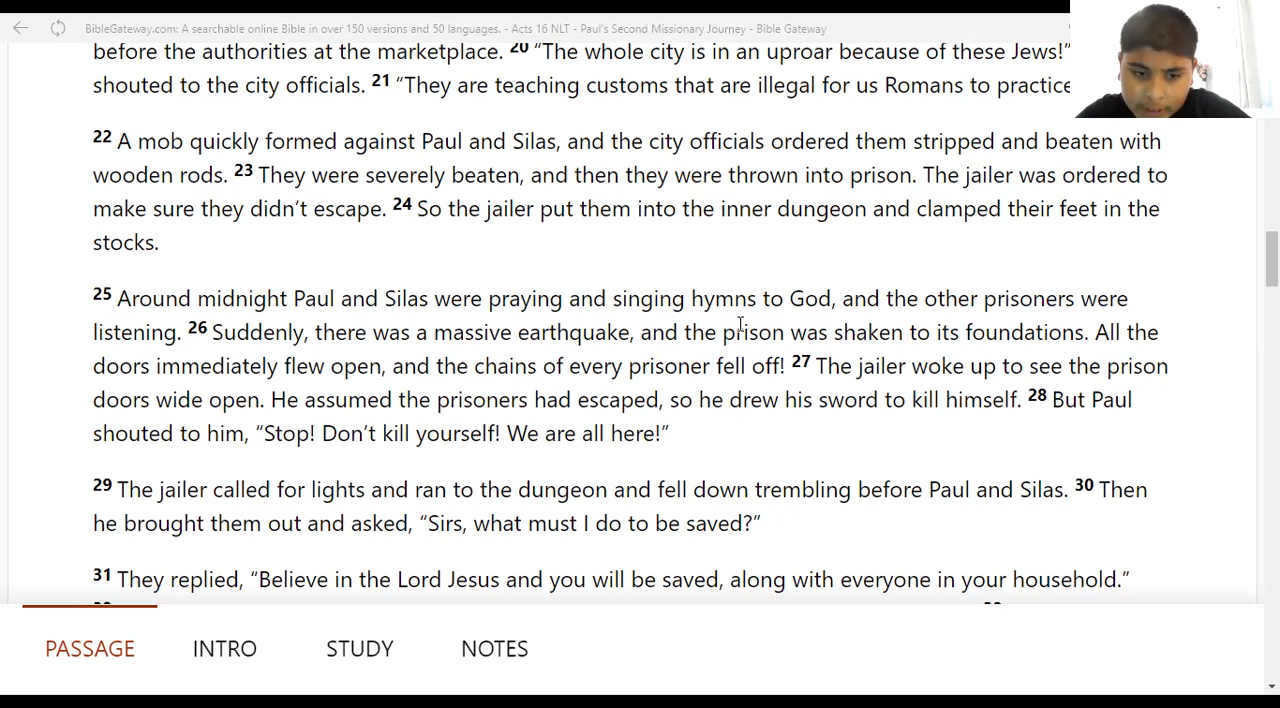 BibleGateway.com: A searchable online Bible in over 150 versions and 50 languages. - Acts 16 NLT - Paul's Second Missionary Journey - Bible Gateway
before the authorities at the marketplace. 20 “The whole city is in an uproar because of these Jews!”
shouted to the city officials. 21 “They are teaching customs that are illegal for us Romans to practice
22 A mob quickly formed against Paul and Silas, and the city officials ordered them stripped and beaten with
wooden rods. 23 They were severely beaten, and then they were thrown into prison. The jailer was ordered to
make sure they didn’t escape. 24 So the jailer put them into the inner dungeon and clamped their feet in the
stocks.
25 Around midnight Paul and Silas were praying and singing hymns to God, and the other prisoners were
listening. 26 Suddenly, there was a massive earthquake, and the prison was shaken to its foundations. All the
doors immediately flew open, and the chains of every prisoner fell off! 27 The jailer woke up to see the prison
doors wide open. He assumed the prisoners had escaped, so he drew his sword to kill himself. 28 But Paul
shouted to him, “Stop! Don’t kill yourself! We are all here!”
29 The jailer called for lights and ran to the dungeon and fell down trembling before Paul and Silas. 30 Then
he brought them out and asked, “Sirs, what must I do to be saved?”
31 They replied, “Believe in the Lord Jesus and you will be saved, along with everyone in your household.”
PASSAGE INTRO STUDY NOTES